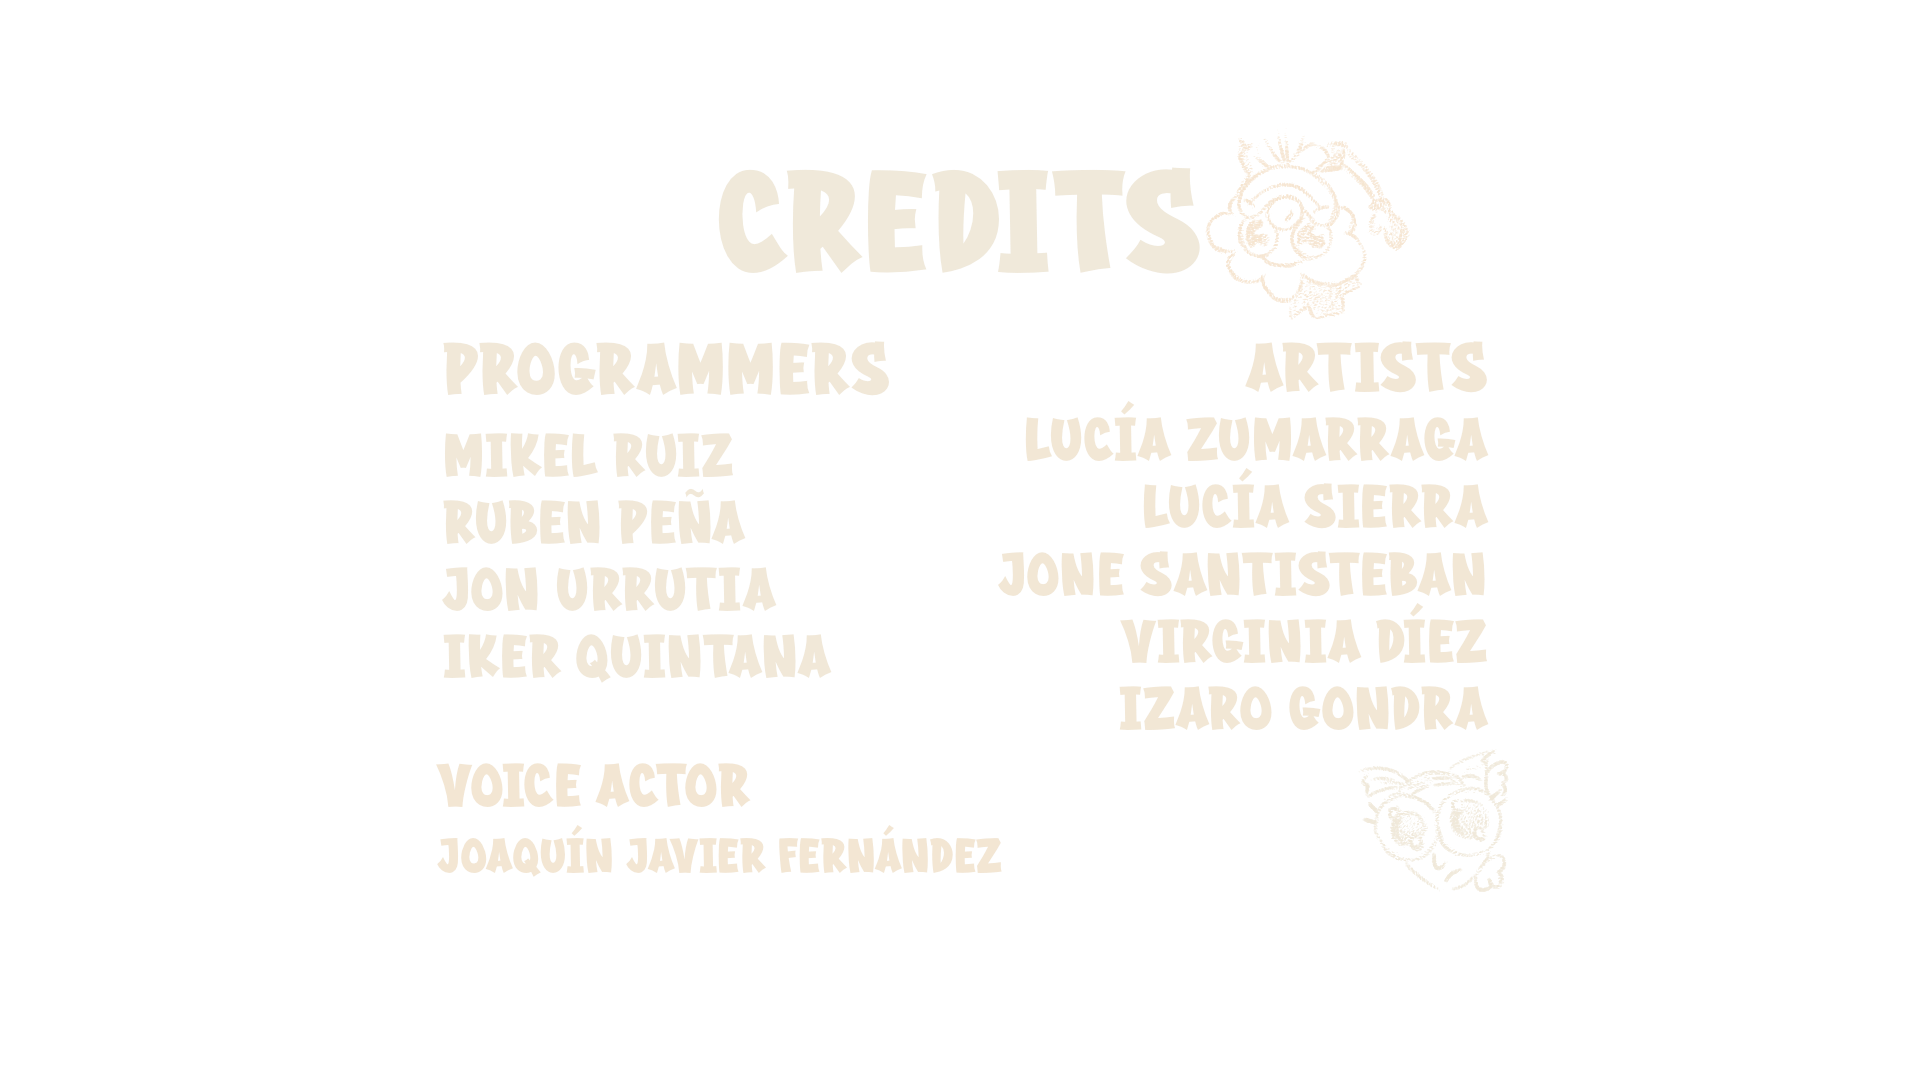 CREDITS
PROGRAMMERS
MIKEL RUIZ
RUBEN PEÑA
JON URRUTIA
IKER QUINTANA
ARTISTS
LUCÍA ZUMARRAGA
LUCÍA SIERRA
JONE SANTISTEBAN
VIRGINIA DÍEZ
IZARO GONDRA
VOICE ACTOR
JOAQUÍN JAVIER FERNÁNDEZ